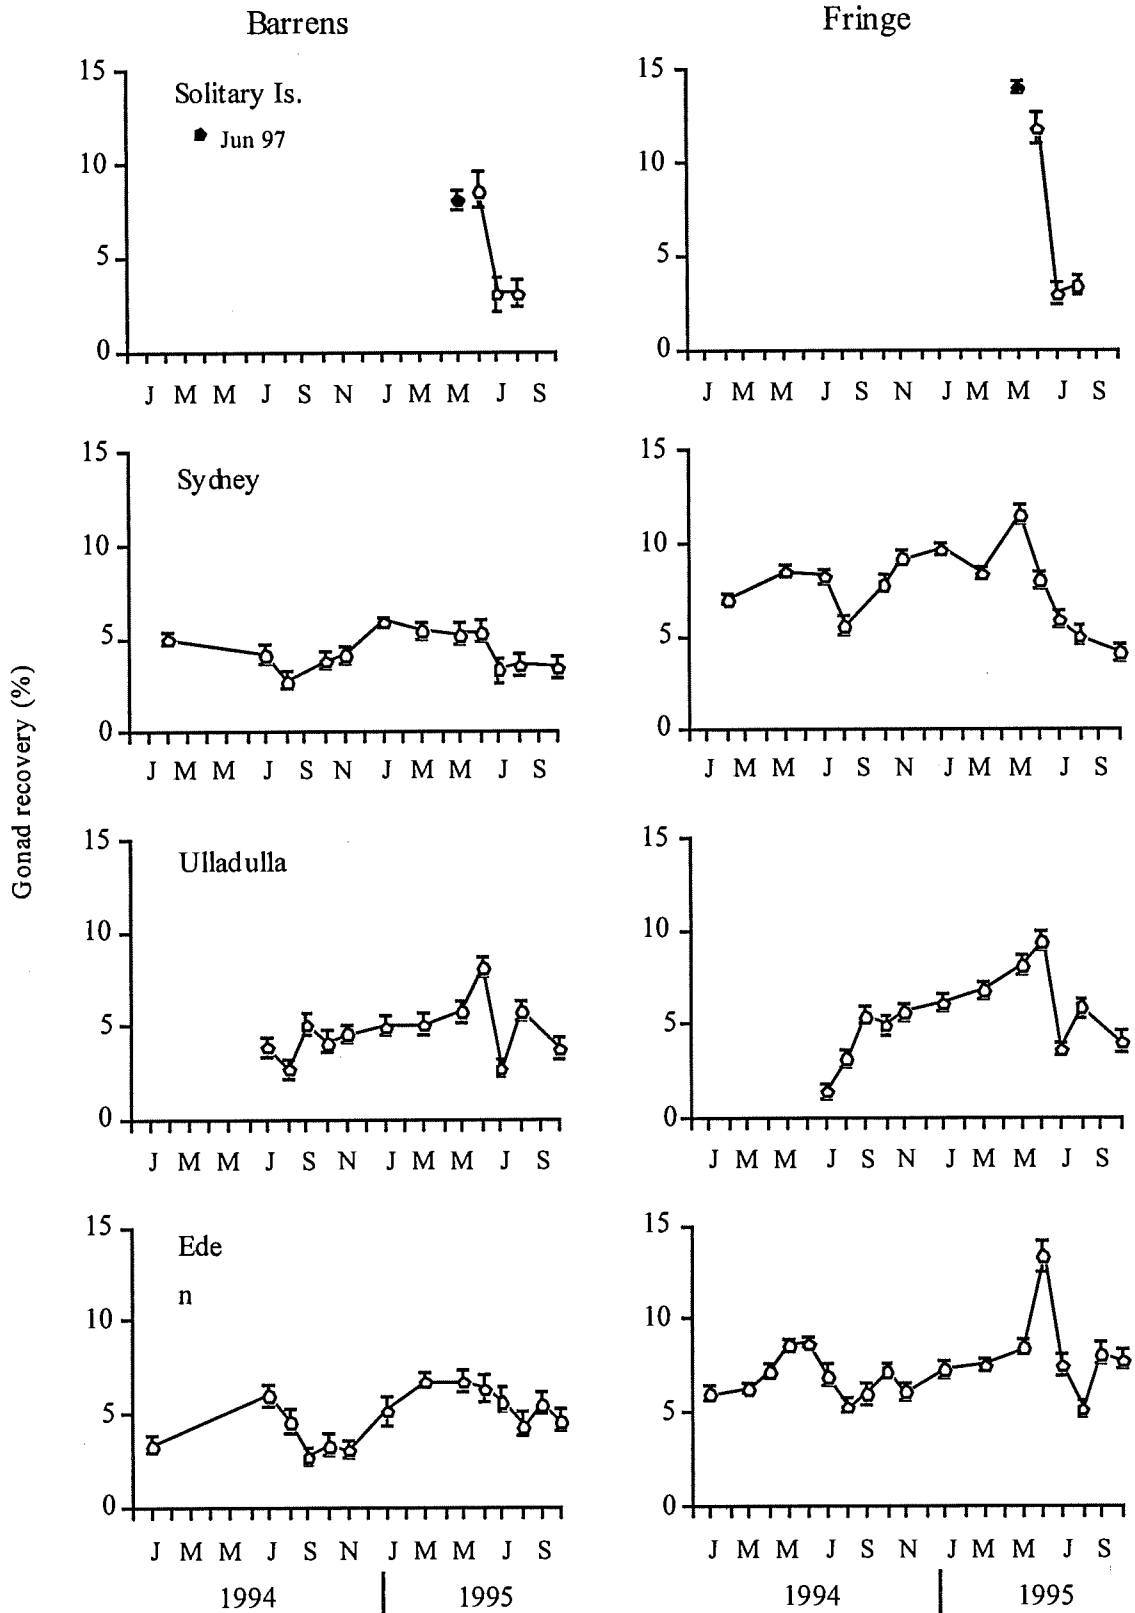 Barrens Fringe
15 15
Solitary Is.
Jun 97
10 10
5 5
0 0
J M M J S N J M M J S J M M J S N J M M J S
15 15
Sydney
10 10
5 5
0 0
J M M J S N J M M J S J M M J S N J M M J S
Gonad recovery (%)
15 15
Ulladulla
10 10
5 5
0 0
J M M J S N J M M J S J M M J S N J M M J S
15 15
Ede
n
10 10
5 5
0 0
J M M J S N J M M J S J M M J S N J M M J S
1994 1995 1994 1995